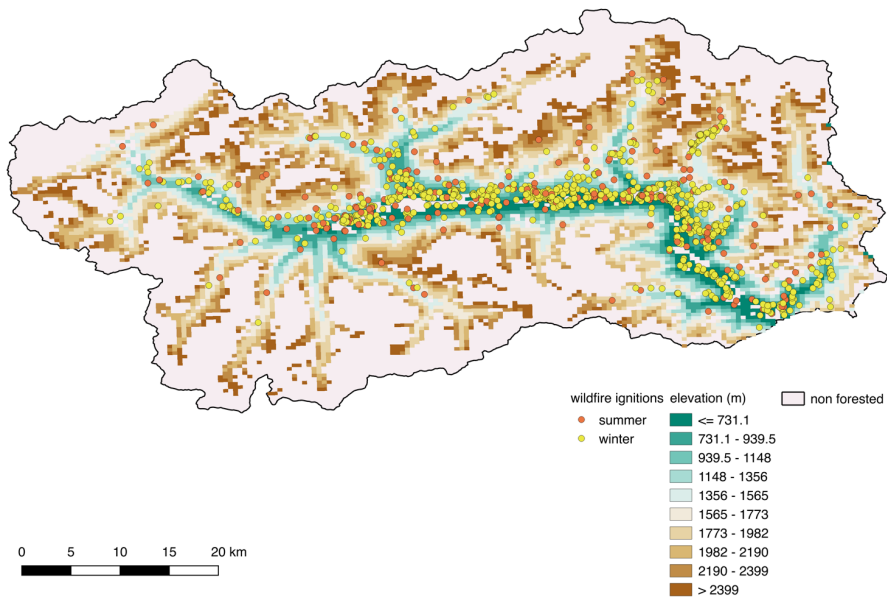 wildfire ignitions elevation (m) non forested
summer <= 731.1
winter 731.1 - 939.5
939.5 - 1148
1148 - 1356
1356 - 1565
1565 - 1773
1773 - 1982
1982 - 2190
2190 - 2399
> 2399
0 5 10 15 20 km